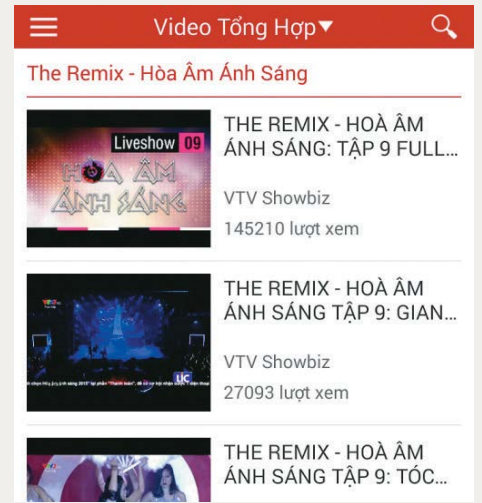 Video Tổng Hợp▼
The Remix - Hòa Âm Ánh Sáng
Liveshow 09
HOÀ ÂM
ÁNH SÁNG
THE REMIX - HOÀ ÂM
ÁNH SÁNG: TẬP 9 FULL...
VTV Showbiz
145210 lượt xem
THE REMIX - HOÀ ÂM
ÁNH SÁNG TẬP 9: GIAN...
VTV Showbiz
27093 lượt xem
THE REMIX - HOÀ ÂM
ÁNH SÁNG TẬP 9: TÓC...